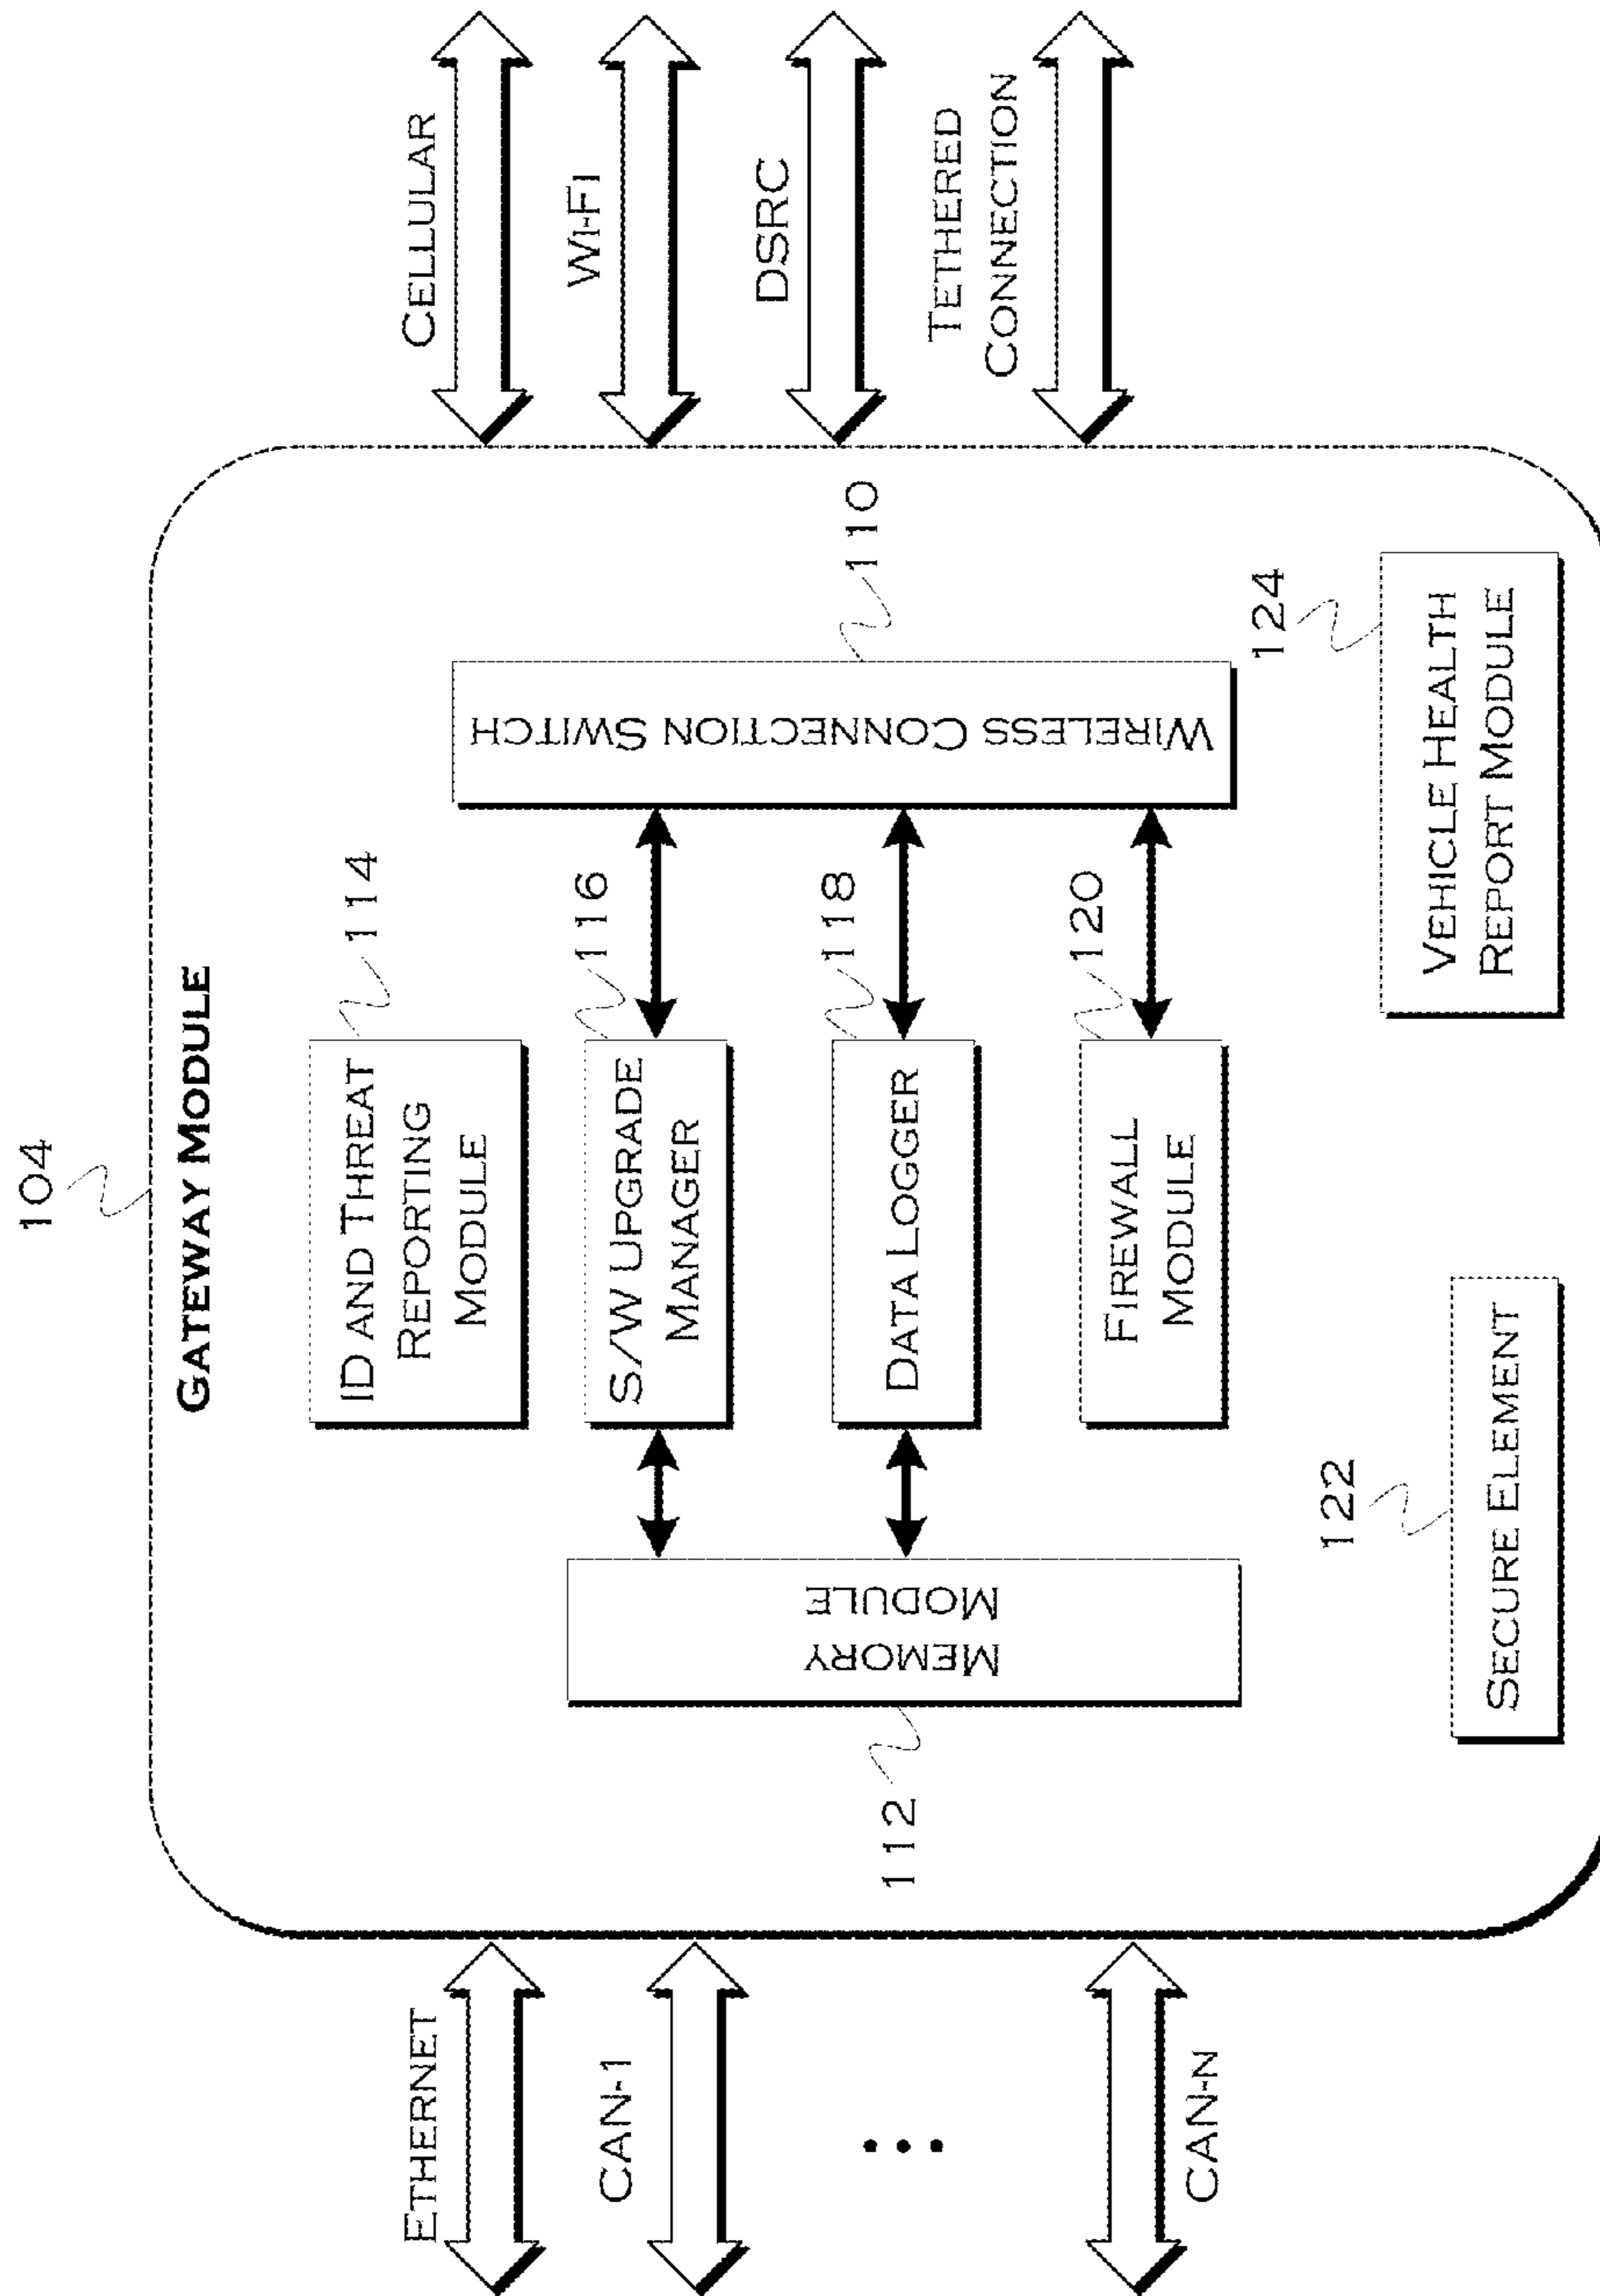 104
GATEWAY MODULE
ETHERNET
CAN-1
CAN-N
CELLULAR
WI-FI
DSRC
TETHERED
CONNECTION
ID AND THREAT
REPORTING
MODULE
114
S/W UPGRADE
MANAGER
116
DATA LOGGER
118
FIREWALL
MODULE
120
MEMORY
MODULE
112
WIRELESS CONNECTION SWITCH
110
SECURE ELEMENT
122
VEHICLE HEALTH
REPORT MODULE
124